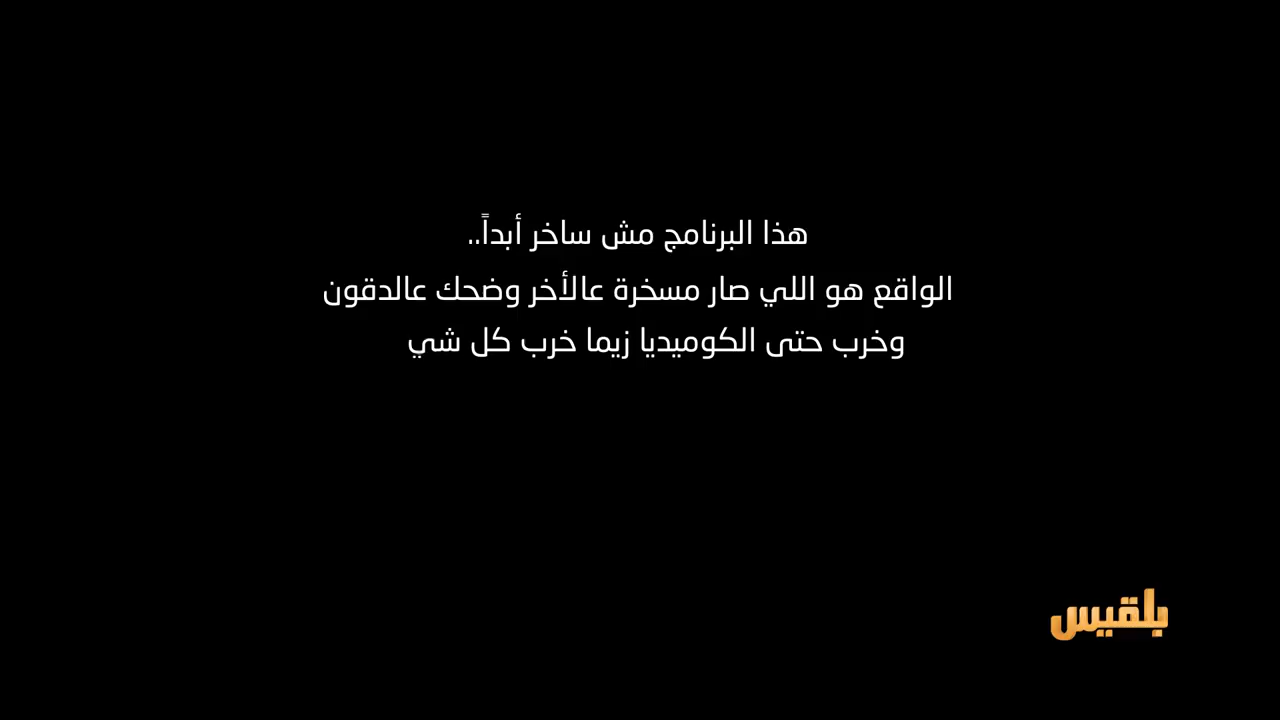 هذا البرنامج مش ساخر أبداً..
الواقع هو اللي صار مسخرة عالأخر وضحك عالدقون
وخرب حتى الكوميديا زيما خرب كل شي
بلقيس